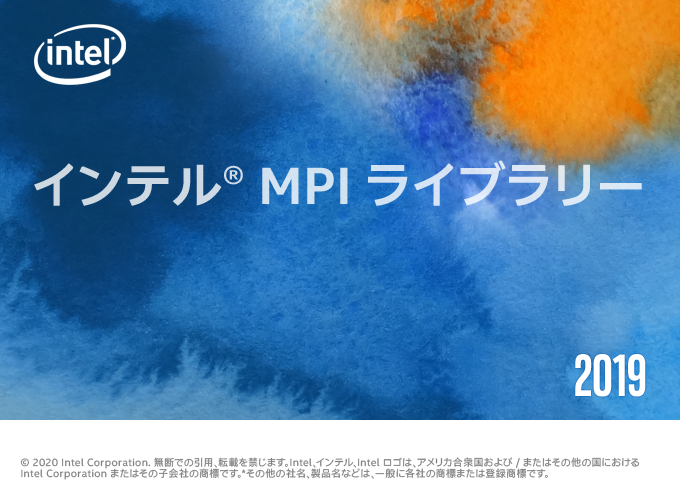 intel
インテル® MPI ライブラリー
2019
© 2020 Intel Corporation. 無断での引用、転載を禁じます。Intel、インテル、Intel ロゴは、アメリカ合衆国および / またはその他の国における
Intel Corporation またはその子会社の商標です。*その他の社名、製品名などは、一般に各社の商標または登録商標です。